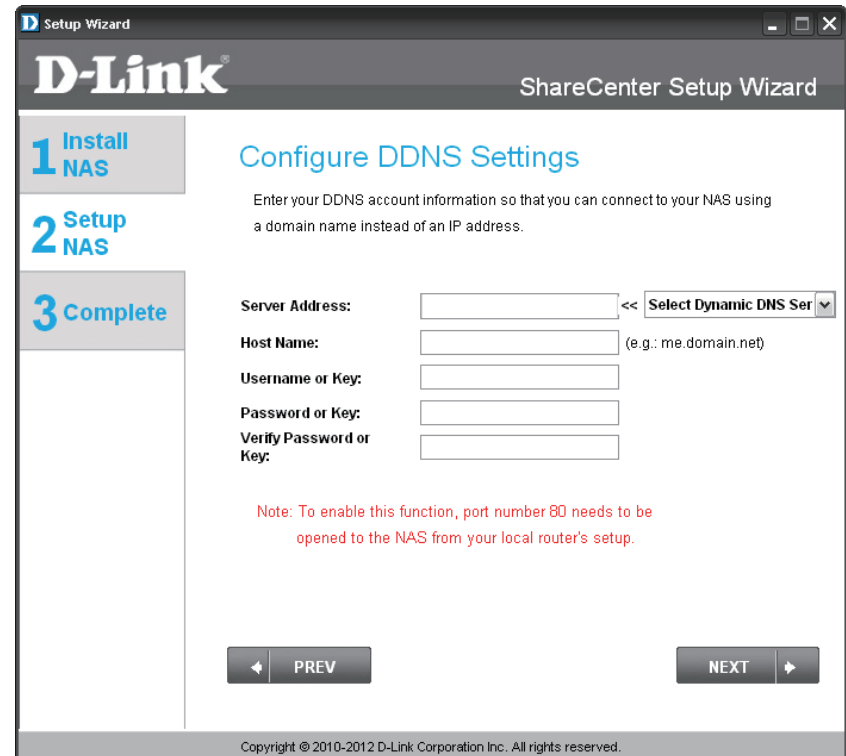 Setup Wizard
D-Link®
ShareCenter Setup Wizard
1 Install NAS
2 Setup NAS
3 Complete
Configure DDNS Settings
Enter your DDNS account information so that you can connect to your NAS using
a domain name instead of an IP address.
Server Address: << Select Dynamic DNS Ser
Host Name: (e.g.: me.domain.net)
Username or Key:
Password or Key:
Verify Password or
Key:
Note: To enable this function, port number 80 needs to be
opened to the NAS from your local router's setup.
PREV
NEXT
Copyright © 2010-2012 D-Link Corporation Inc. All rights reserved.